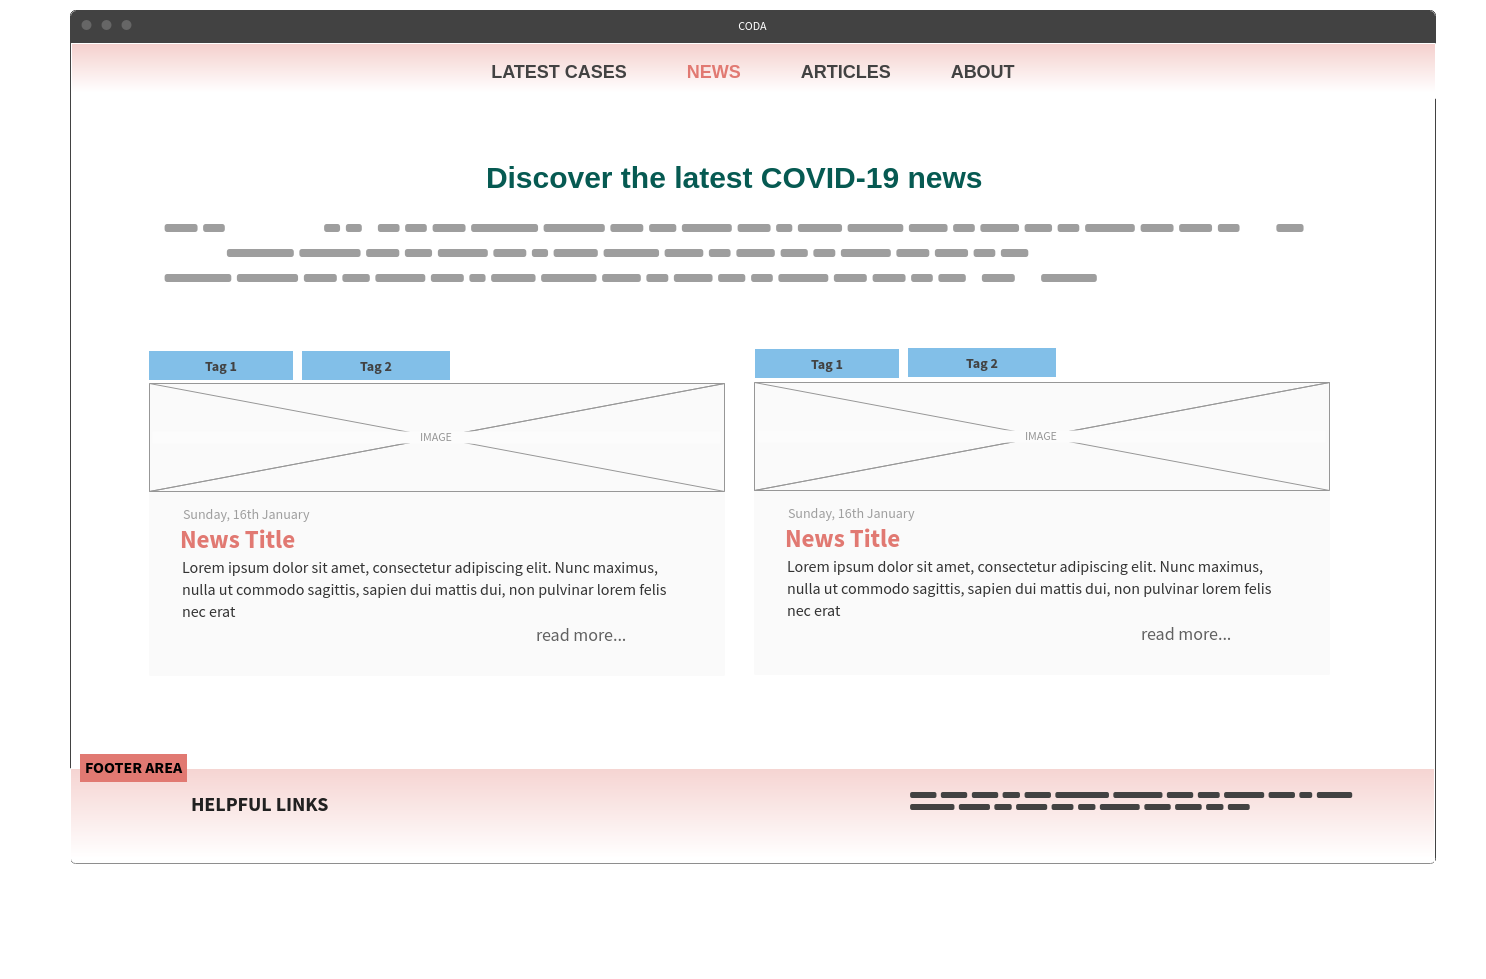 CODA
LATEST CASES NEWS ARTICLES ABOUT
Discover the latest COVID-19 news
Tag 1 Tag 2
IMAGE
Sunday, 16th January
News Title
Lorem ipsum dolor sit amet, consectetur adipiscing elit. Nunc maximus,
nulla ut commodo sagittis, sapien dui mattis dui, non pulvinar lorem felis
nec erat
read more...
Tag 1 Tag 2
IMAGE
Sunday, 16th January
News Title
Lorem ipsum dolor sit amet, consectetur adipiscing elit. Nunc maximus,
nulla ut commodo sagittis, sapien dui mattis dui, non pulvinar lorem felis
nec erat
read more...
FOOTER AREA
HELPFUL LINKS